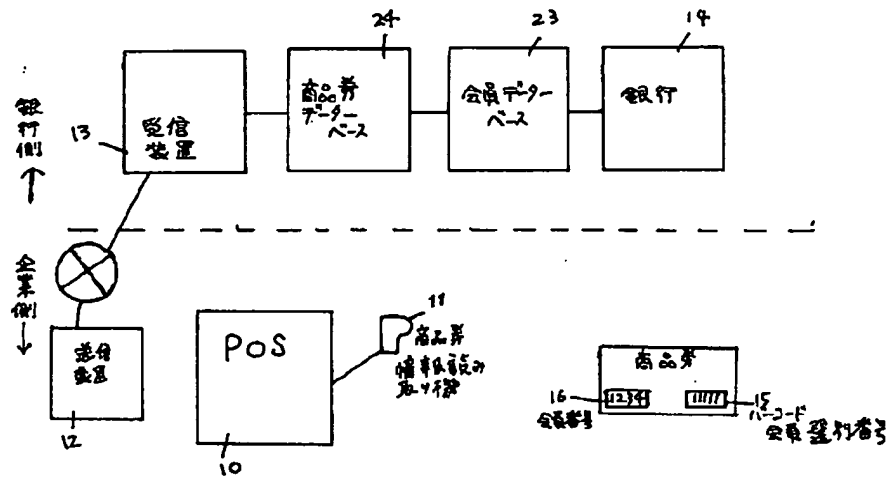 24
23
14
銀行側
13
受信
装置
商品券
データー
ベース
会員データー
ベース
銀行
企業側
送信
装置
12
POS
10
11
商品券
情報読み
取り機
商品券
16
1234
会員番号
15
バーコード
会員識別番号